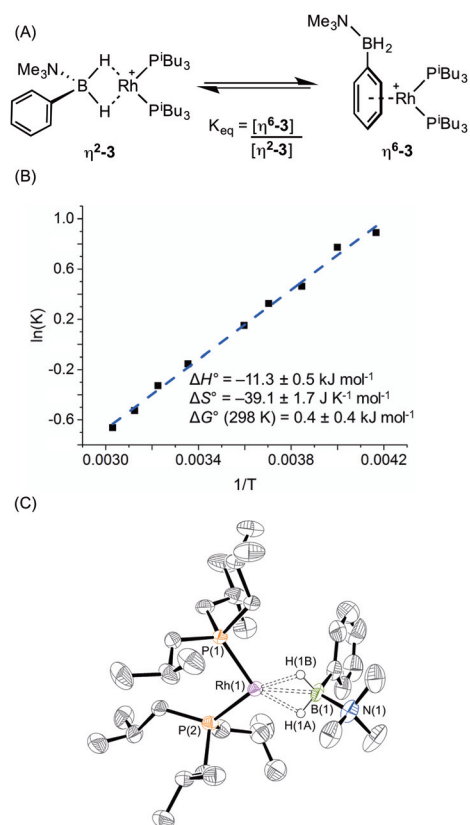 (A)
Me3N
H
B
Rh
+
H
PiBu3
PiBu3
η2-3
Keq = [η6-3]
[η2-3]
Me3N
BH2
+
Rh
PiBu3
PiBu3
η6-3
(B)
ln(K)
1.0
0.6
0.2
-0.2
-0.6
ΔH° = −11.3 ± 0.5 kJ mol-1
ΔS° = −39.1 ± 1.7 J K-1 mol-1
ΔG° (298 K) = 0.4 ± 0.4 kJ mol-1
0.0030 0.0034 0.0038 0.0042
1/T
(C)
P(1)
H(1B)
Rh(1)
B(1)
N(1)
H(1A)
P(2)